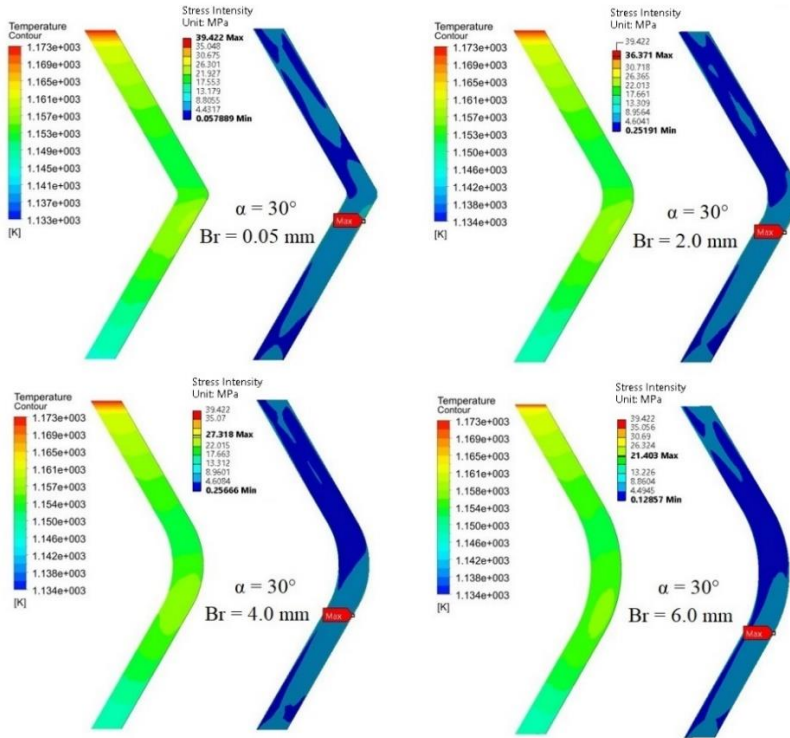 Temperature
Contour
1.173e+003
1.169e+003
1.165e+003
1.161e+003
1.157e+003
1.153e+003
1.149e+003
1.145e+003
1.141e+003
1.137e+003
1.133e+003
[K]
Stress Intensity
Unit: MPa
39.422 Max
35.048
30.675
26.301
21.927
17.553
13.179
8.8055
4.4317
0.057889 Min
α = 30°
Max
Br = 0.05 mm
Temperature
Contour
1.173e+003
1.169e+003
1.165e+003
1.161e+003
1.157e+003
1.153e+003
1.150e+003
1.146e+003
1.142e+003
1.138e+003
1.134e+003
[K]
Stress Intensity
Unit: MPa
39.422
36.371 Max
30.718
26.365
22.013
17.661
13.309
8.9564
4.6041
0.25191 Min
α = 30°
Max
Br = 2.0 mm
Temperature
Contour
1.173e+003
1.169e+003
1.165e+003
1.161e+003
1.157e+003
1.154e+003
1.150e+003
1.146e+003
1.142e+003
1.138e+003
1.134e+003
[K]
Stress Intensity
Unit: MPa
39.422
35.07
27.318 Max
22.015
17.663
13.312
8.9601
4.6084
0.25666 Min
α = 30°
Br = 4.0 mm
Max
Temperature
Contour
1.173e+003
1.169e+003
1.165e+003
1.161e+003
1.157e+003
1.154e+003
1.150e+003
1.146e+003
1.142e+003
1.138e+003
1.134e+003
[K]
Stress Intensity
Unit: MPa
39.422
35.056
30.69
26.324
21.403 Max
13.226
8.8604
4.4945
0.12857 Min
α = 30°
Br = 6.0 mm
Max